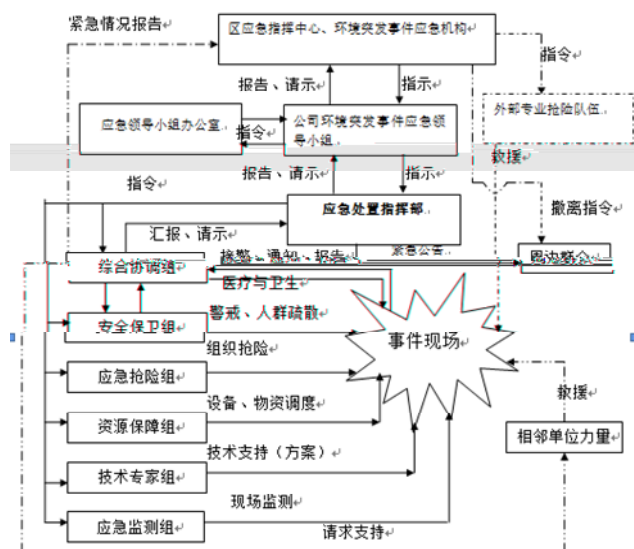 紧急情况报告
区应急指挥中心、环境突发事件应急机构
指令
报告、请示
指示
外部专业抢险队伍
应急领导小组办公室
指令
公司环境突发事件应急领
导小组
救援
指令
报告、请示
指示
应急处置指挥部
撤离指令
汇报、请示
紧急公告
接警、通知、报告
周边群众
综合协调组
医疗与卫生
警戒、人群疏散
安全保卫组
事件现场
组织抢险
应急抢险组
救援
设备、物资调度
资源保障组
相邻单位力量
技术支持（方案）
技术专家组
现场监测
应急监测组
请求支持